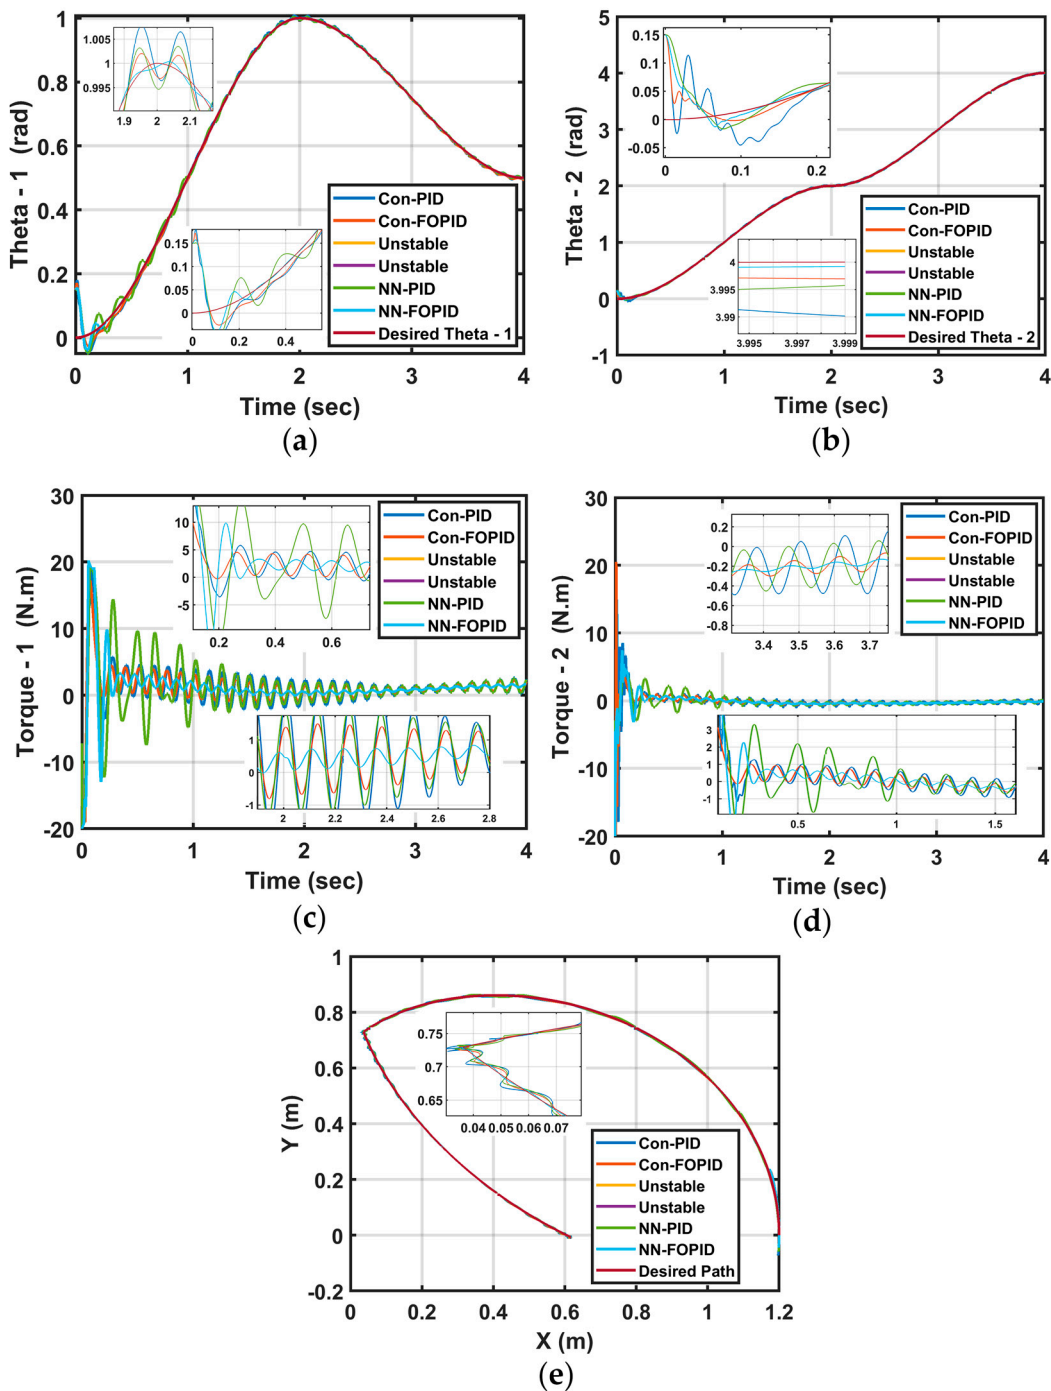 1.005
1
0.995
1.9 2 2.1
1
0.8
0.6
0.4
0.2
0
Theta - 1 (rad)
0.15
0.1
0.05
0
0 0.2 0.4
Con-PID
Con-FOPID
Unstable
Unstable
NN-PID
NN-FOPID
Desired Theta - 1
0 1 2 3 4
Time (sec)
(a)
5
4
3
2
1
0
-1
Theta - 2 (rad)
0.15
0.1
0.05
0
-0.05
0 0.1 0.2
4
3.995
3.99
3.995 3.997 3.999
Con-PID
Con-FOPID
Unstable
Unstable
NN-PID
NN-FOPID
Desired Theta - 2
0 1 2 3 4
Time (sec)
(b)
30
20
10
0
-10
-20
Torque - 1 (N.m)
10
5
0
-5
0.2 0.4 0.6
Con-PID
Con-FOPID
Unstable
Unstable
NN-PID
NN-FOPID
1
0
-1
2 2.2 2.4 2.6 2.8
0 1 2 3 4
Time (sec)
(c)
30
20
10
0
-10
-20
Torque - 2 (N.m)
0.2
0
-0.2
-0.4
-0.6
-0.8
3.4 3.5 3.6 3.7
Con-PID
Con-FOPID
Unstable
Unstable
NN-PID
NN-FOPID
3
1
0
-1
0.5 1 1.5
0 1 2 3 4
Time (sec)
(d)
1
0.8
0.6
0.4
0.2
0
-0.2
Y (m)
0.75
0.7
0.65
0.04 0.05 0.06 0.07
Con-PID
Con-FOPID
Unstable
Unstable
NN-PID
NN-FOPID
Desired Path
0 0.2 0.4 0.6 0.8 1 1.2
X (m)
(e)